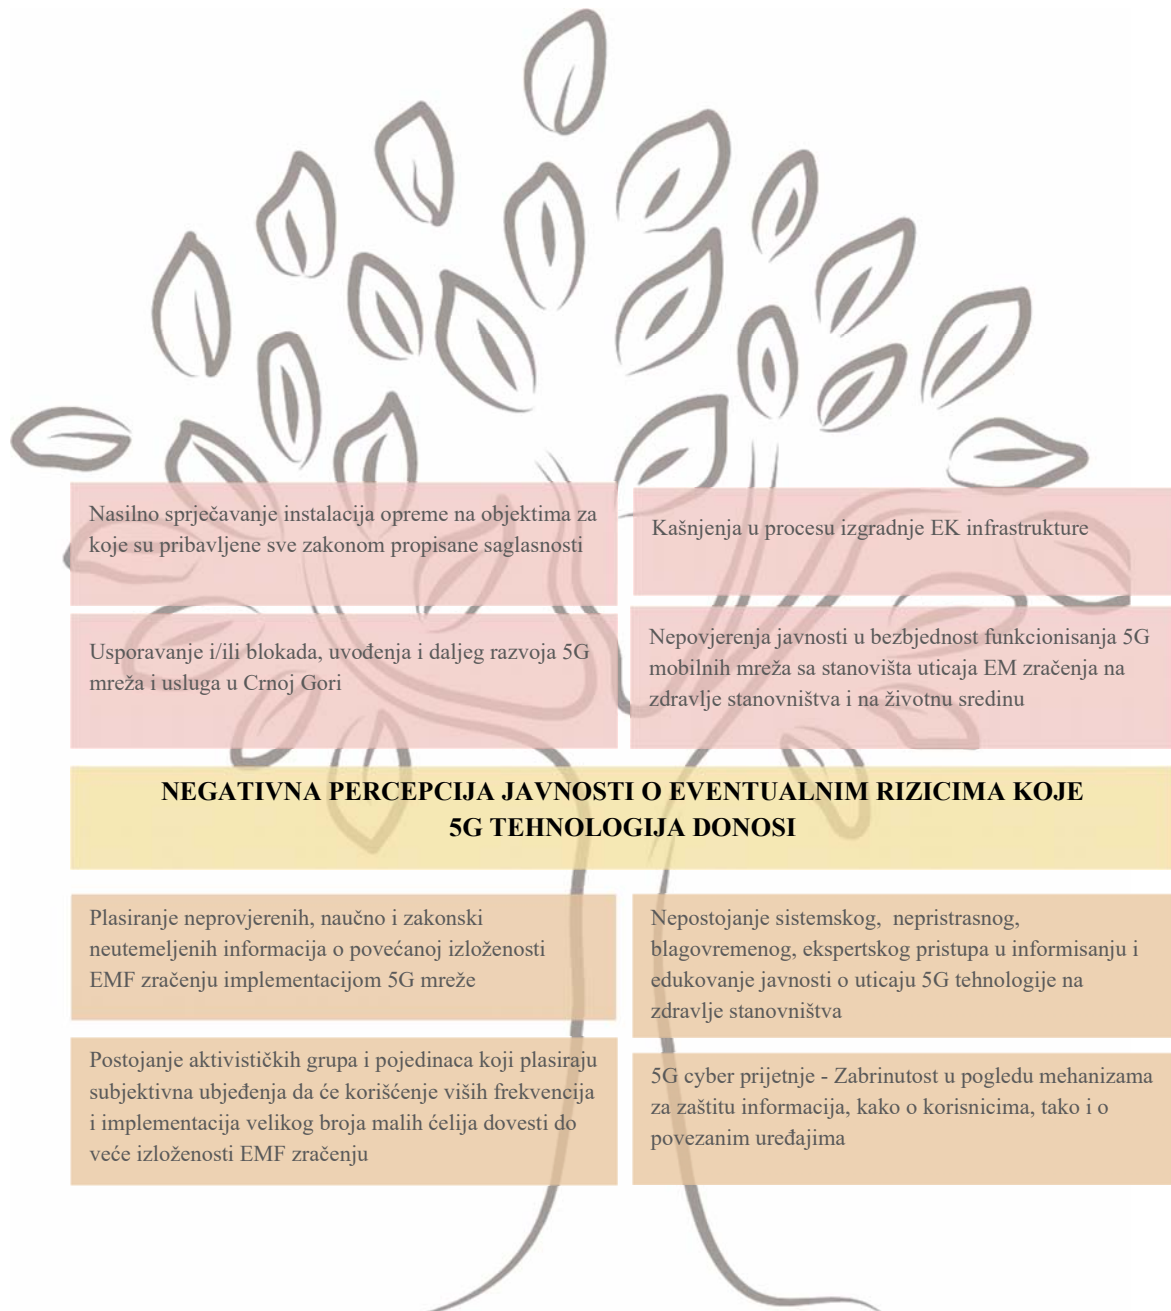 Nasilno sprječavanje instalacija opreme na objektima za
koje su pribavljene sve zakonom propisane saglasnosti
Kašnjenja u procesu izgradnje EK infrastrukture
Usporavanje i/ili blokada, uvođenja i daljeg razvoja 5G
mreža i usluga u Crnoj Gori
Nepovjerenja javnosti u bezbjednost funkcionisanja 5G
mobilnih mreža sa stanovišta uticaja EM zračenja na
zdravlje stanovništva i na životnu sredinu
NEGATIVNA PERCEPCIJA JAVNOSTI O EVENTUALNIM RIZICIMA KOJE
5G TEHNOLOGIJA DONOSI
Plasiranje neprovjerenih, naučno i zakonski
neutemeljenih informacija o povećanoj izloženosti
EMF zračenju implementacijom 5G mreže
Nepostojanje sistemskog, nepristrasnog,
blagovremenog, ekspertskog pristupa u informisanju i
edukovanje javnosti o uticaju 5G tehnologije na
zdravlje stanovništva
Postojanje aktivističkih grupa i pojedinaca koji plasiraju
subjektivna ubjeđenja da će korišćenje viših frekvencija
i implementacija velikog broja malih ćelija dovesti do
veće izloženosti EMF zračenju
5G cyber prijetnje - Zabrinutost u pogledu mehanizama
za zaštitu informacija, kako o korisnicima, tako i o
povezanim uređajima